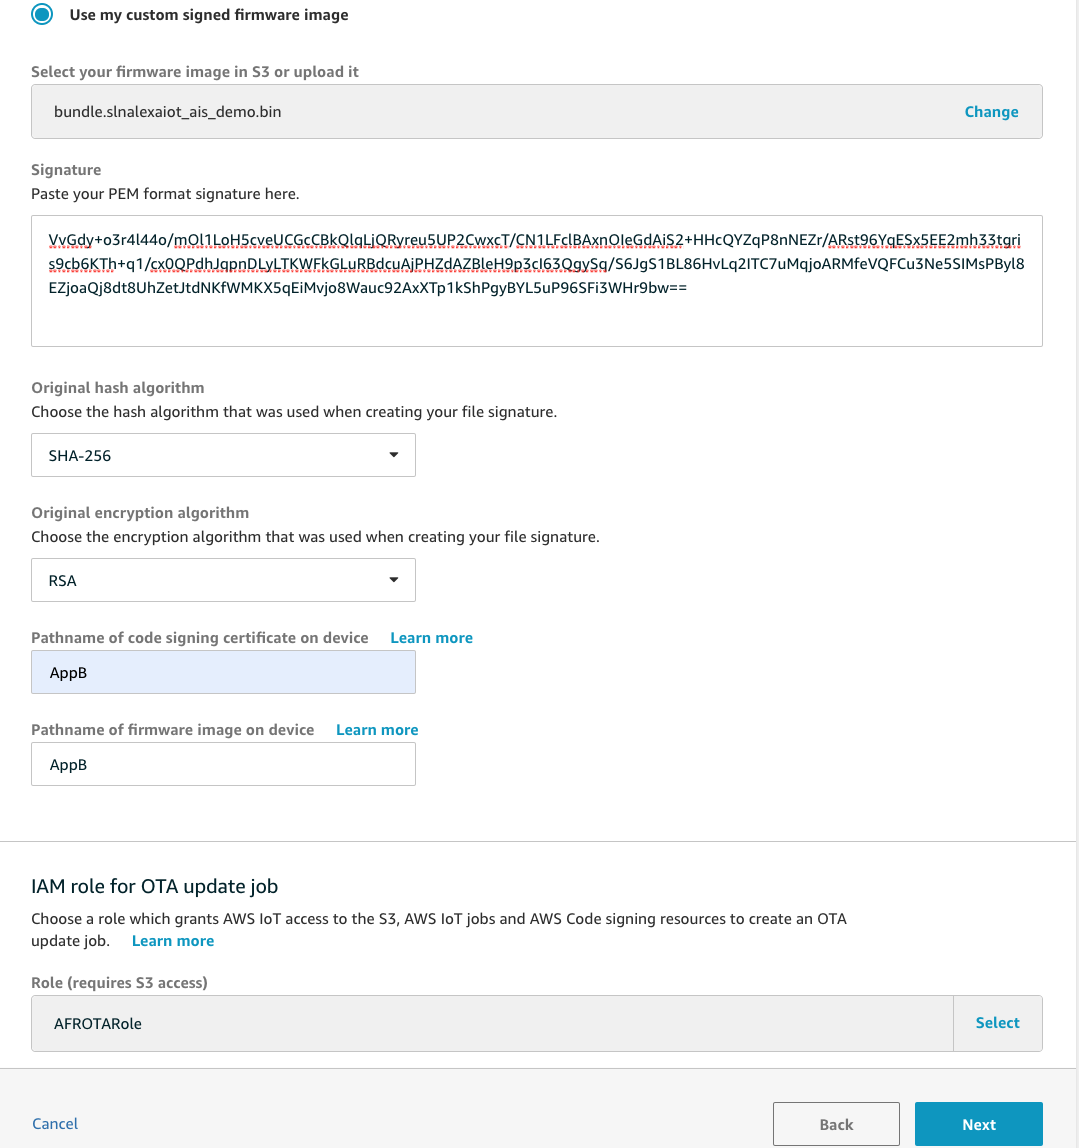 Use my custom signed firmware image
Select your firmware image in S3 or upload it
bundle.slnalexaiot_ais_demo.bin
Change
Signature
Paste your PEM format signature here.
VvGdy+o3r4l44o/mOl1LoH5cveUCGcCBkQlqLjQRyreu5UP2CwxcT/CN1LFclBAxnOIeGdAiS2+HHcQYZqP8nNEZr/ARst96YqESx5EE2mh33tgri
s9cb6KTh+q1/cx0QPdhJqpnDLyLTKWFkGLuRBdcuAjPHZdAZBleH9p3cI63QgySq/S6JgS1BL86HvLq2ITC7uMqjoARMfeVQFCu3Ne5SIMsPByl8
EZjoaQj8dt8UhZetJtdNKfWMKX5qEiMvjo8Wauc92AxXTp1kShPgyBYL5uP96SFi3WHr9bw==
Original hash algorithm
Choose the hash algorithm that was used when creating your file signature.
SHA-256
Original encryption algorithm
Choose the encryption algorithm that was used when creating your file signature.
RSA
Pathname of code signing certificate on device Learn more
AppB
Pathname of firmware image on device Learn more
AppB
IAM role for OTA update job
Choose a role which grants AWS IoT access to the S3, AWS IoT jobs and AWS Code signing resources to create an OTA
update job. Learn more
Role (requires S3 access)
AFROTARole
Select
Cancel
Back
Next